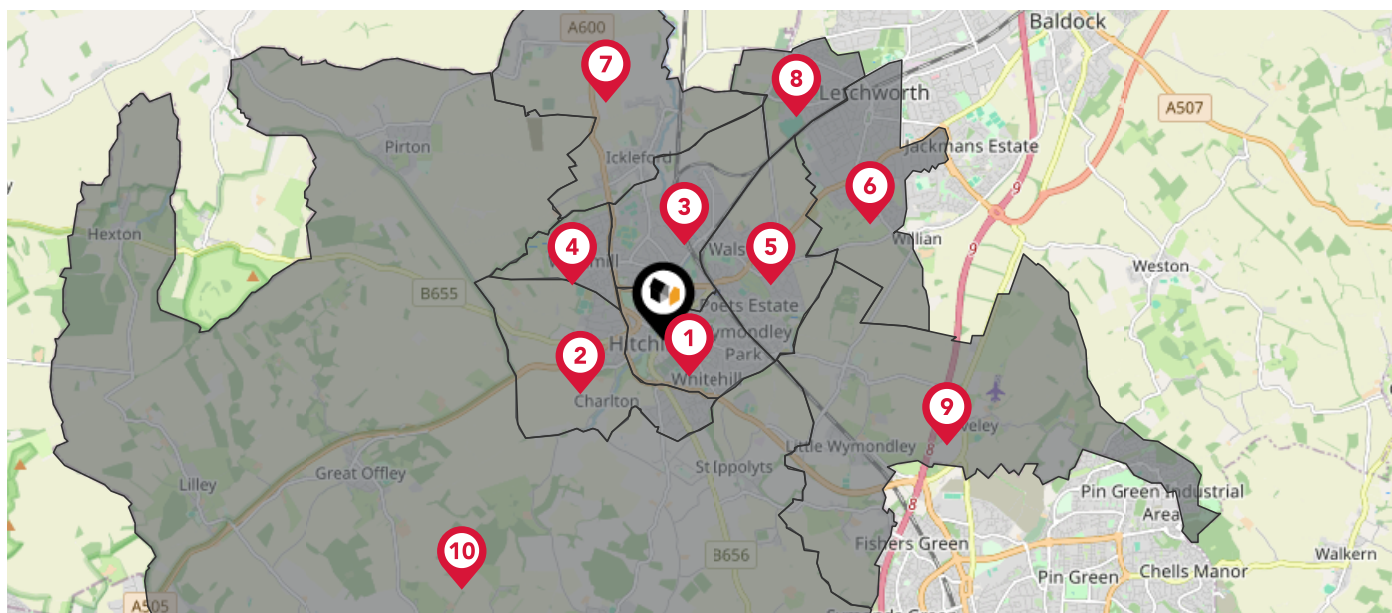 Baldock
A600
7
8
Letchworth
A507
Pirton
Ickleford
Jackmans Estate
6
9
3
Hexton
4
5
Willian
9
Weston
B655
Poets Estate
1
Wymondley
Park
2
Whitehill
Charlton
9
8
Little Wymondley
Great Offley
St Ippolyts
Lilley
8
Pin Green Industrial
Area
10
B656
Fishers Green
Walkern
Pin Green
Chells Manor
A505